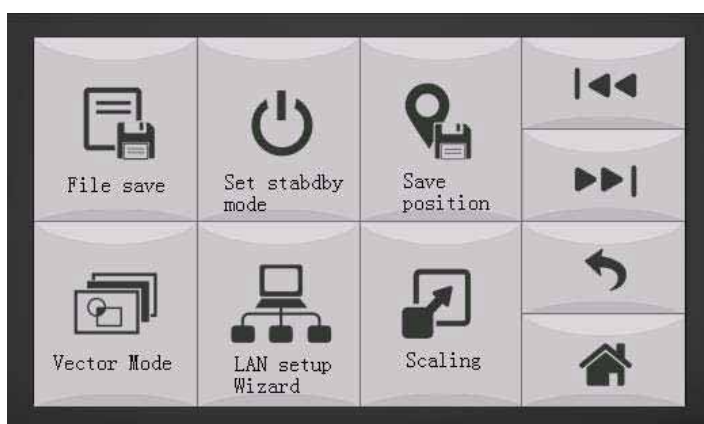 File save
Set stabdby
mode
Save
position
Vector Mode
LAN setup
Wizard
Scaling